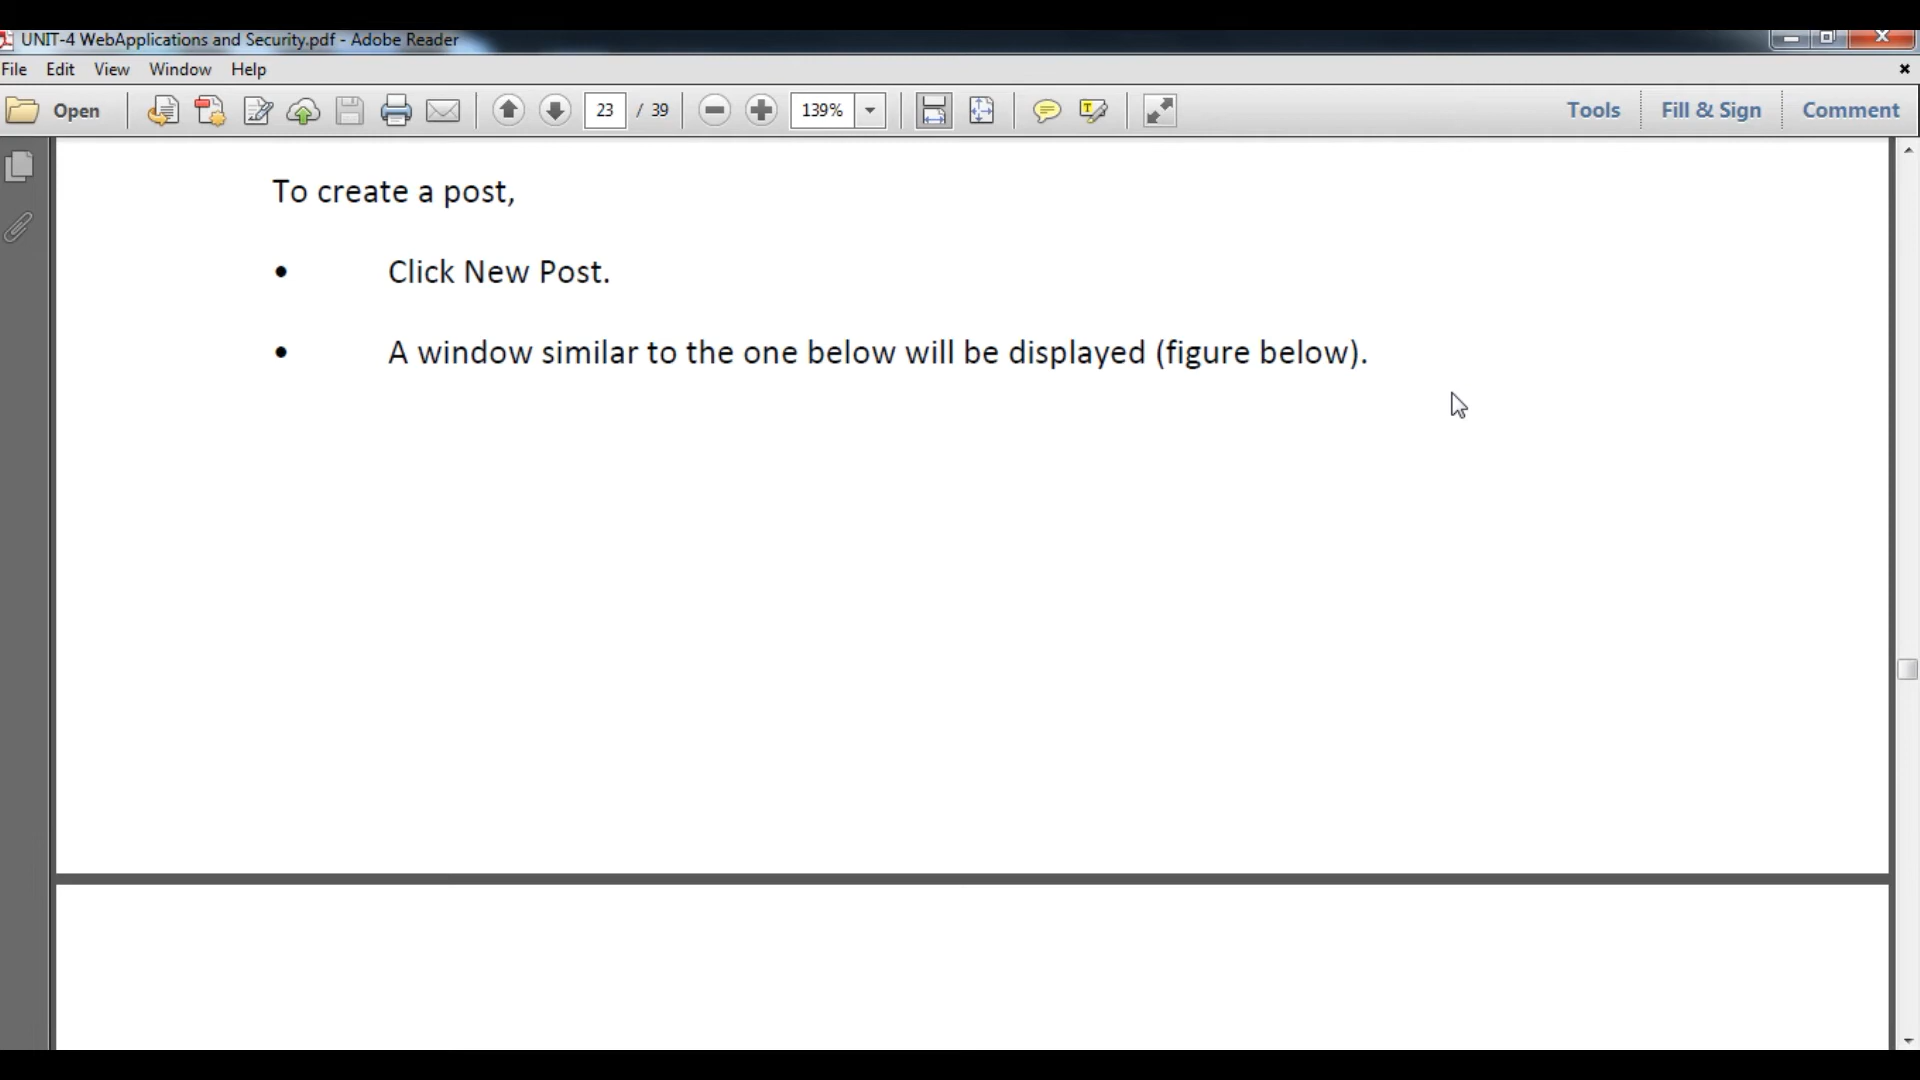 UNIT-4 WebApplications and Security.pdf - Adobe Reader
File Edit View Window Help
Open 23 / 39 139% Tools Fill & Sign Comment
To create a post,
• Click New Post.
• A window similar to the one below will be displayed (figure below).